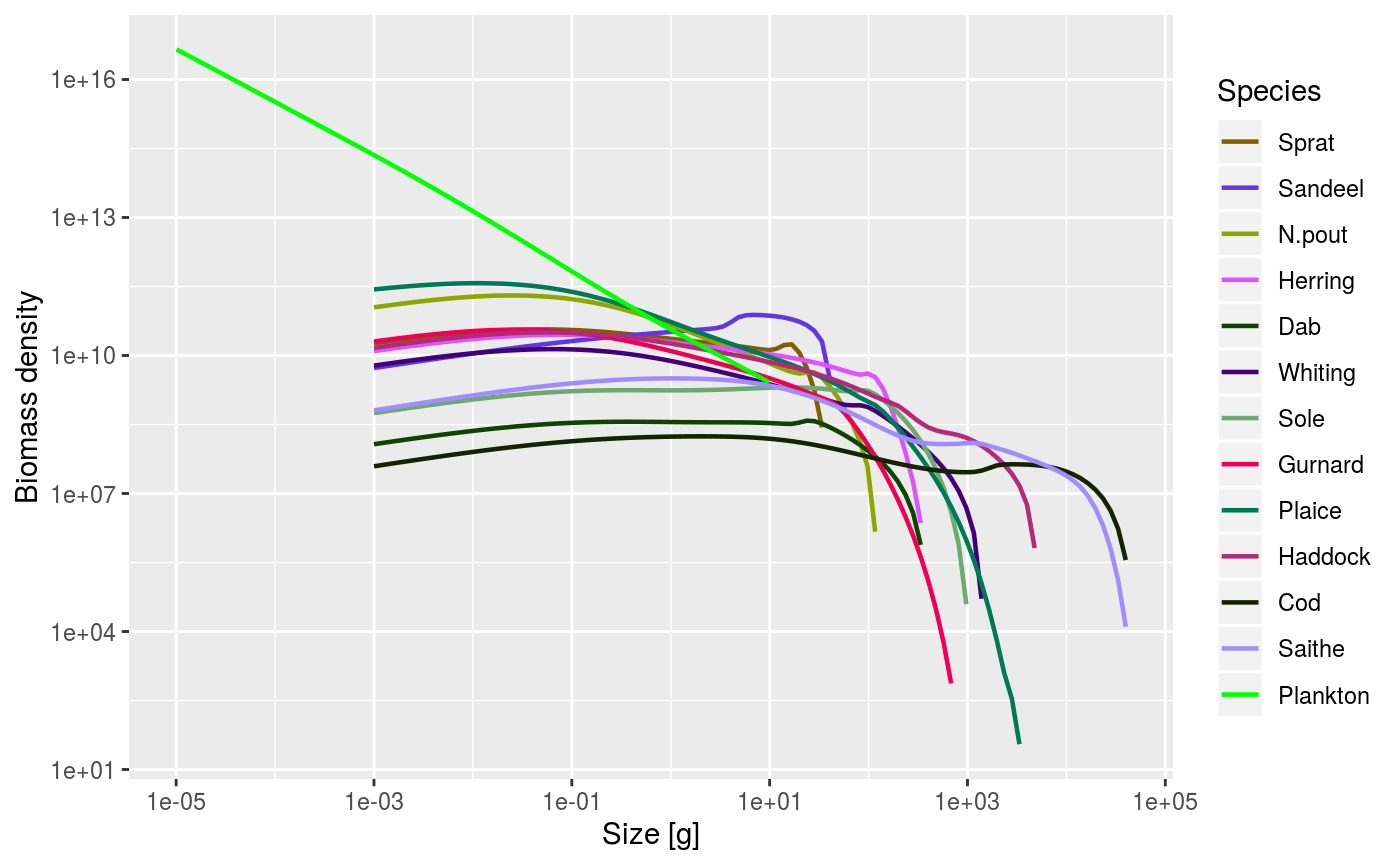 Biomass density
1e+16
1e+13
1e+10
1e+07
1e+04
1e+01
1e-05
1e-03
1e-01
1e+01
1e+03
1e+05
Size [g]
Species
Sprat
Sandeel
N.pout
Herring
Dab
Whiting
Sole
Gurnard
Plaice
Haddock
Cod
Saithe
Plankton